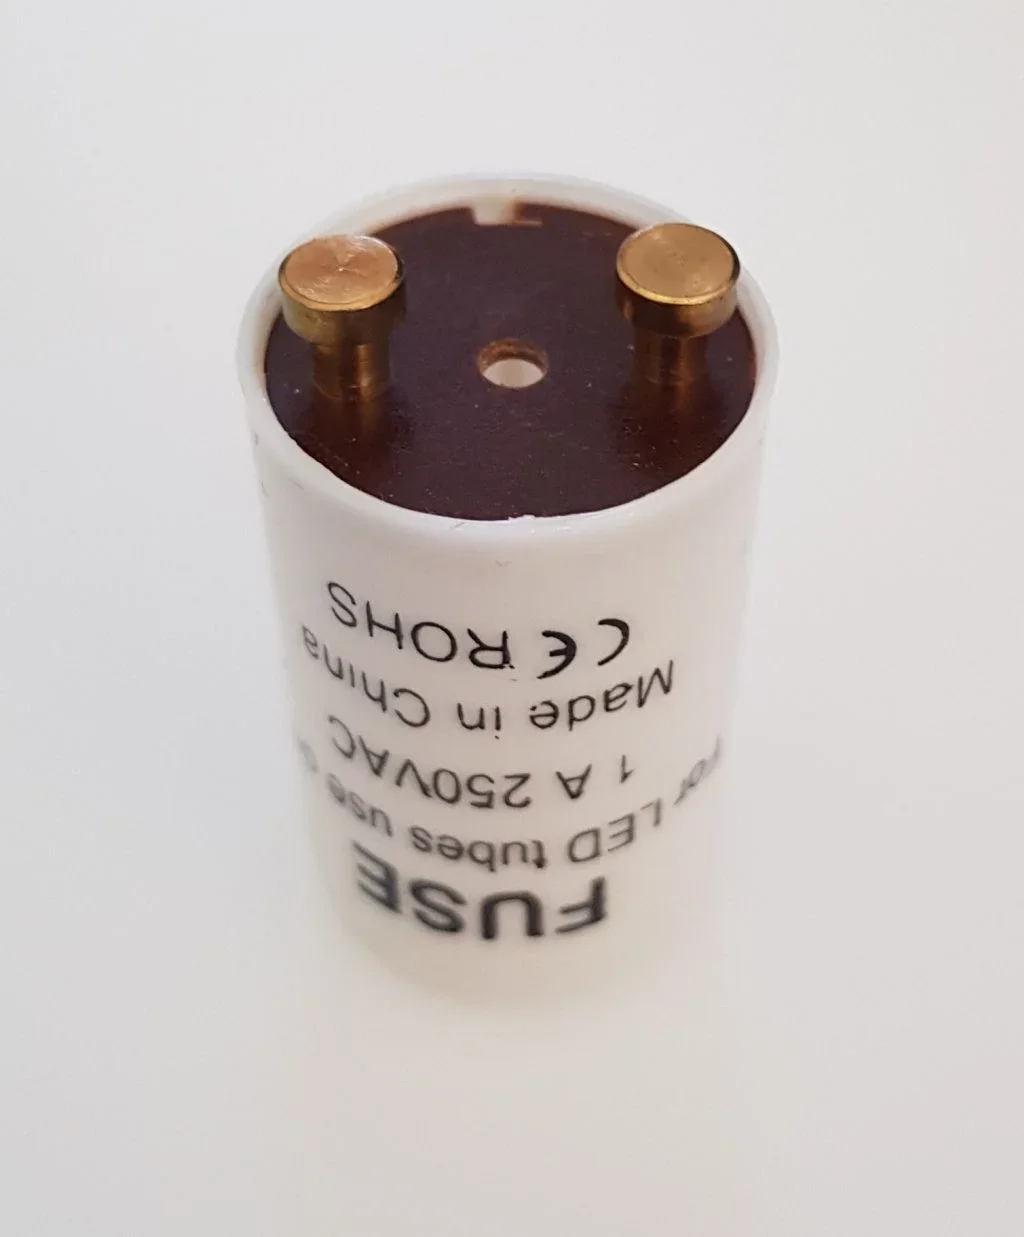 FUSE
For LED tubes use
1 A 250VAC
Made in China
CE ROHS